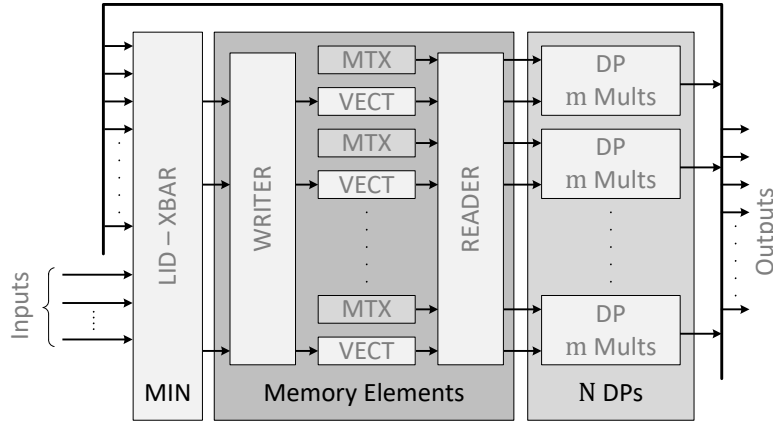 Inputs
LID – XBAR
MIN
WRITER
MTX
VECT
MTX
VECT
MTX
VECT
READER
Memory Elements
DP
m Mults
DP
m Mults
DP
m Mults
N DPs
Outputs